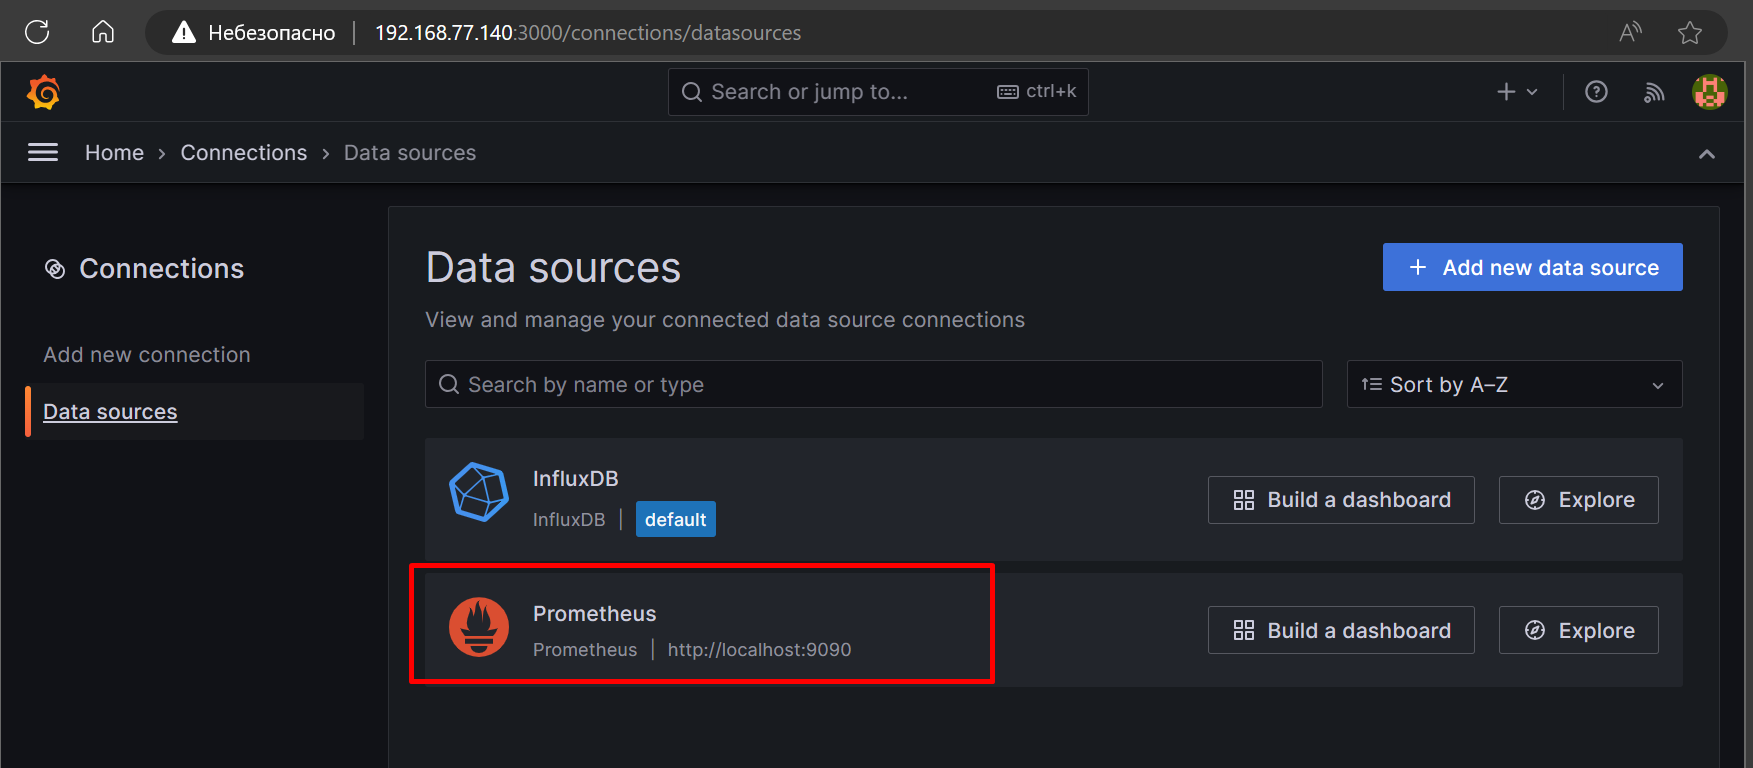 Небезопасно | 192.168.77.140:3000/connections/datasources
Search or jump to... ctrl+k
Home › Connections › Data sources
Connections
Add new connection
Data sources
Data sources
Add new data source
View and manage your connected data source connections
Search by name or type
Sort by A–Z
InfluxDB
InfluxDB | default
Build a dashboard
Explore
Prometheus
Prometheus | http://localhost:9090
Build a dashboard
Explore